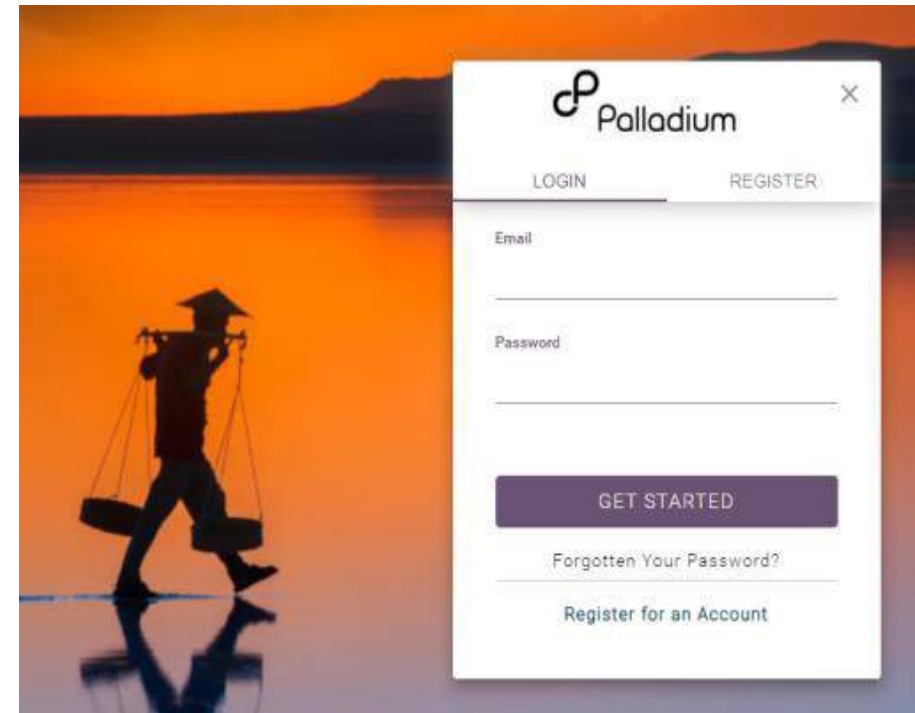 Palladium
LOGIN REGISTER
Email
Password
GET STARTED
Forgotten Your Password?
Register for an Account